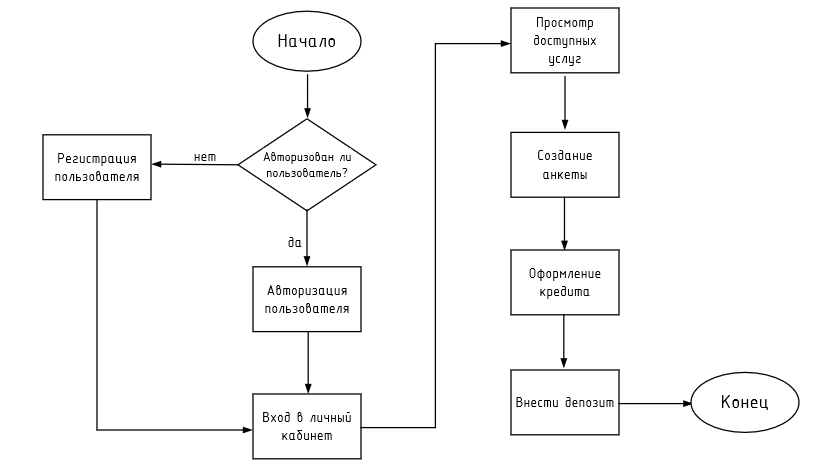 Начало
Авторизован ли
пользователь?
нет
Регистрация
пользователя
да
Авторизация
пользователя
Вход в личный
кабинет
Просмотр
доступных
услуг
Создание
анкеты
Оформление
кредита
Внести депозит
Конец